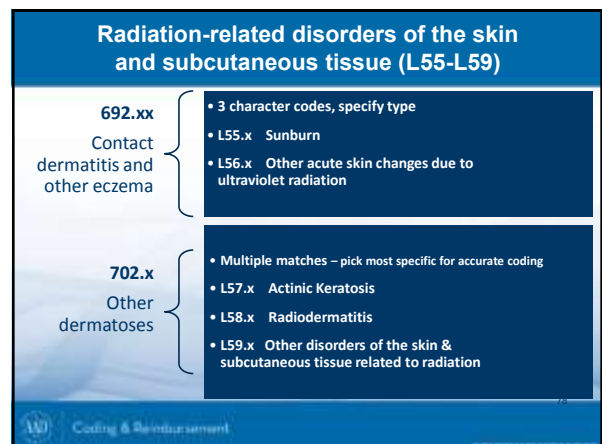 Radiation-related disorders of the skin
and subcutaneous tissue (L55-L59)
692.xx
Contact
dermatitis and
other eczema
• 3 character codes, specify type
• L55.x Sunburn
• L56.x Other acute skin changes due to
ultraviolet radiation
702.x
Other
dermatoses
• Multiple matches – pick most specific for accurate coding
• L57.x Actinic Keratosis
• L58.x Radiodermatitis
• L59.x Other disorders of the skin &
subcutaneous tissue related to radiation
78
Coding & Reimbursement